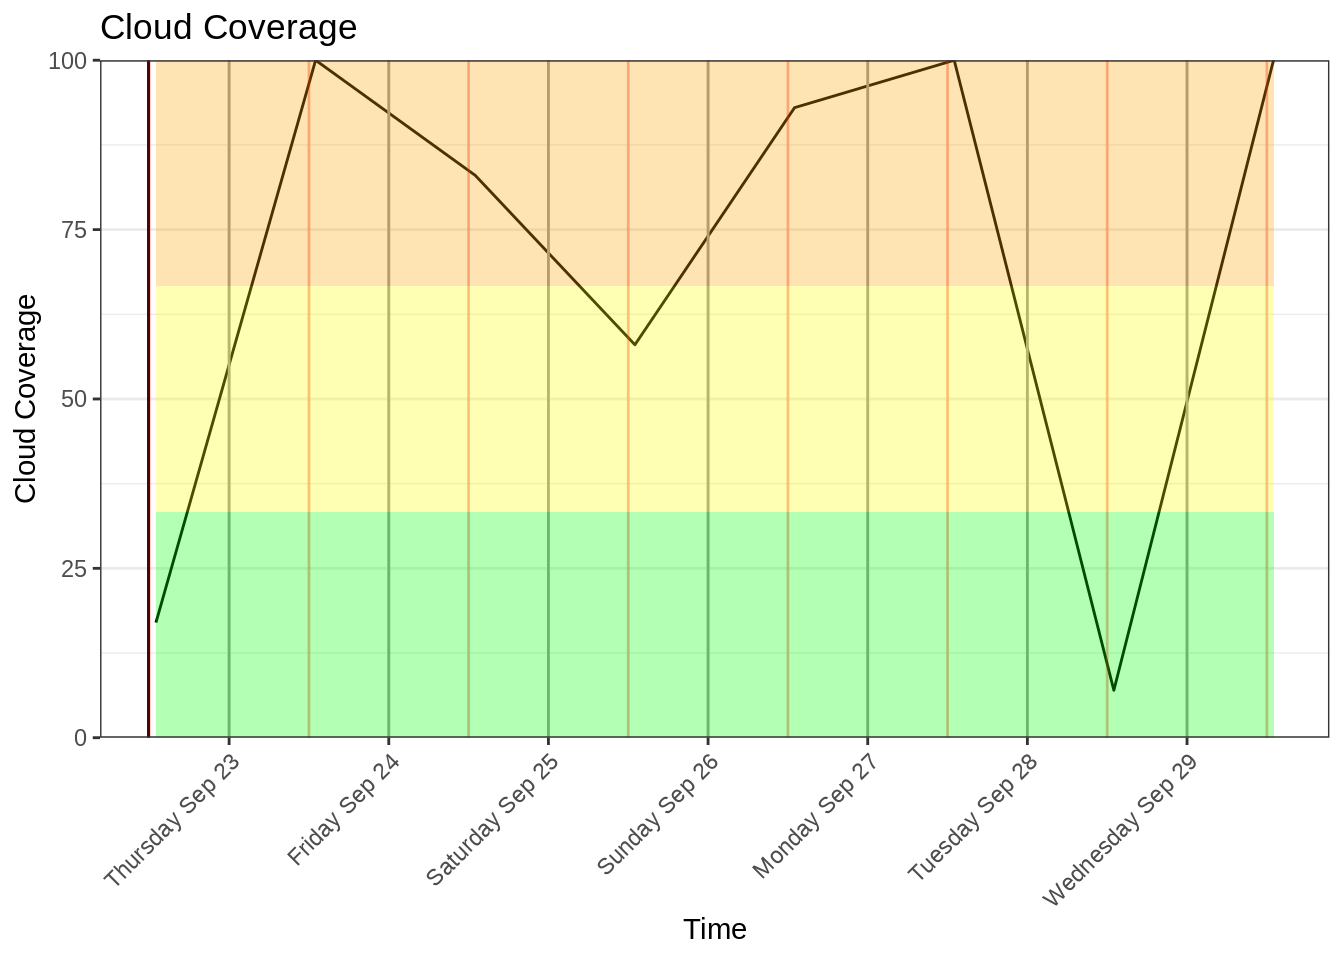 Cloud Coverage
100
75
50
25
0
Cloud Coverage
Thursday Sep 23
Friday Sep 24
Saturday Sep 25
Sunday Sep 26
Monday Sep 27
Tuesday Sep 28
Wednesday Sep 29
Time